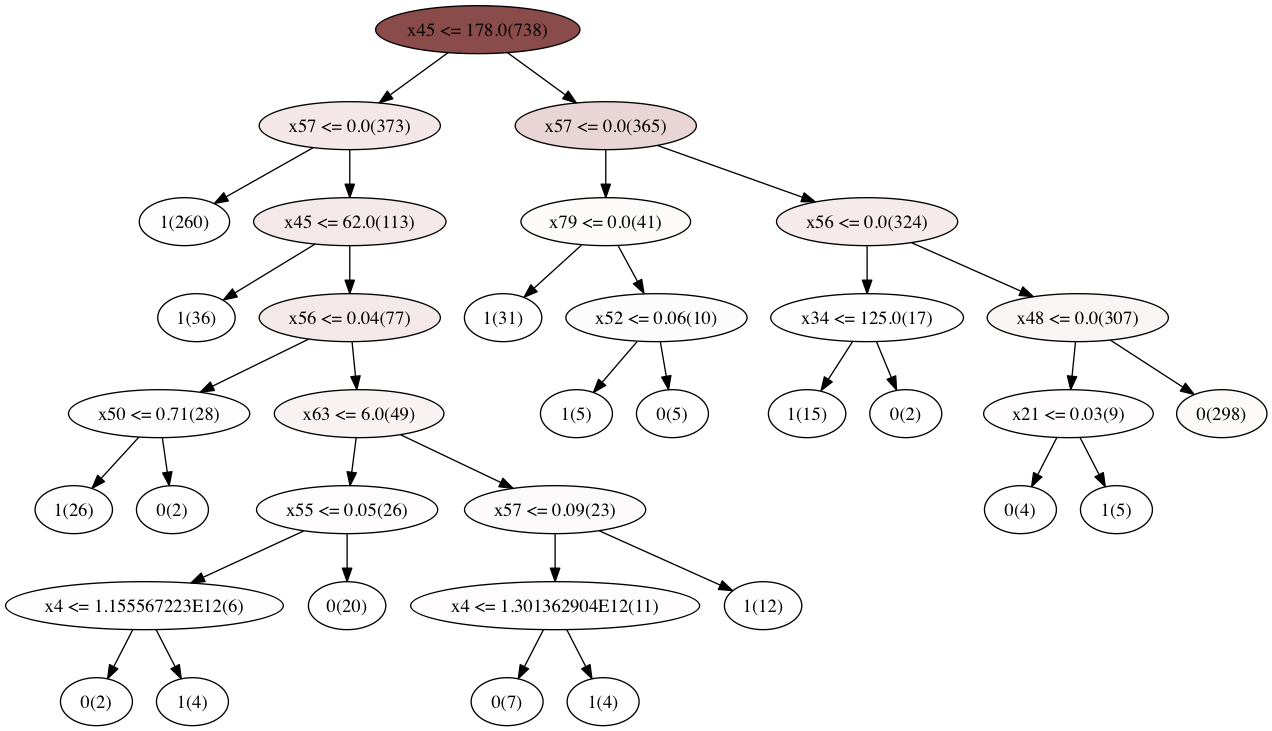 x45 <= 178.0(738)
x57 <= 0.0(373)
x57 <= 0.0(365)
1(260)
x45 <= 62.0(113)
x79 <= 0.0(41)
x56 <= 0.0(324)
1(36)
x56 <= 0.04(77)
1(31)
x52 <= 0.06(10)
x34 <= 125.0(17)
x48 <= 0.0(307)
x50 <= 0.71(28)
x63 <= 6.0(49)
1(5)
0(5)
1(15)
0(2)
x21 <= 0.03(9)
0(298)
1(26)
0(2)
x55 <= 0.05(26)
x57 <= 0.09(23)
0(4)
1(5)
x4 <= 1.155567223E12(6)
0(20)
x4 <= 1.301362904E12(11)
1(12)
0(2)
1(4)
0(7)
1(4)